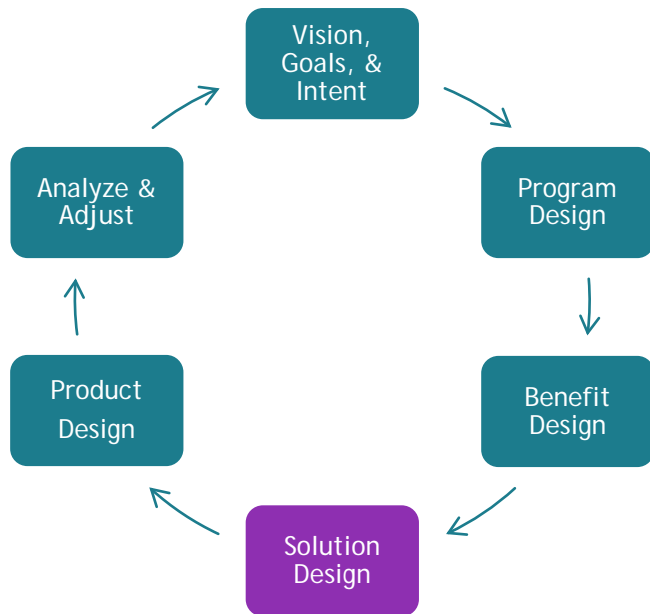 Vision,
Goals, &
Intent
Program
Design
Benefit
Design
Solution
Design
Product
Design
Analyze &
Adjust